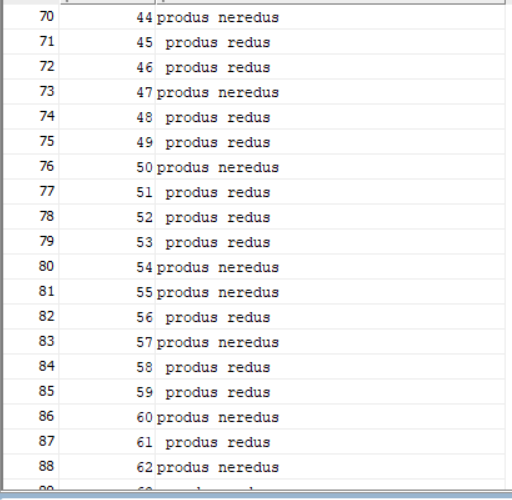 70 44 produs neredus
71 45 produs redus
72 46 produs redus
73 47 produs neredus
74 48 produs redus
75 49 produs redus
76 50 produs neredus
77 51 produs redus
78 52 produs redus
79 53 produs redus
80 54 produs neredus
81 55 produs neredus
82 56 produs redus
83 57 produs neredus
84 58 produs redus
85 59 produs redus
86 60 produs neredus
87 61 produs redus
88 62 produs neredus